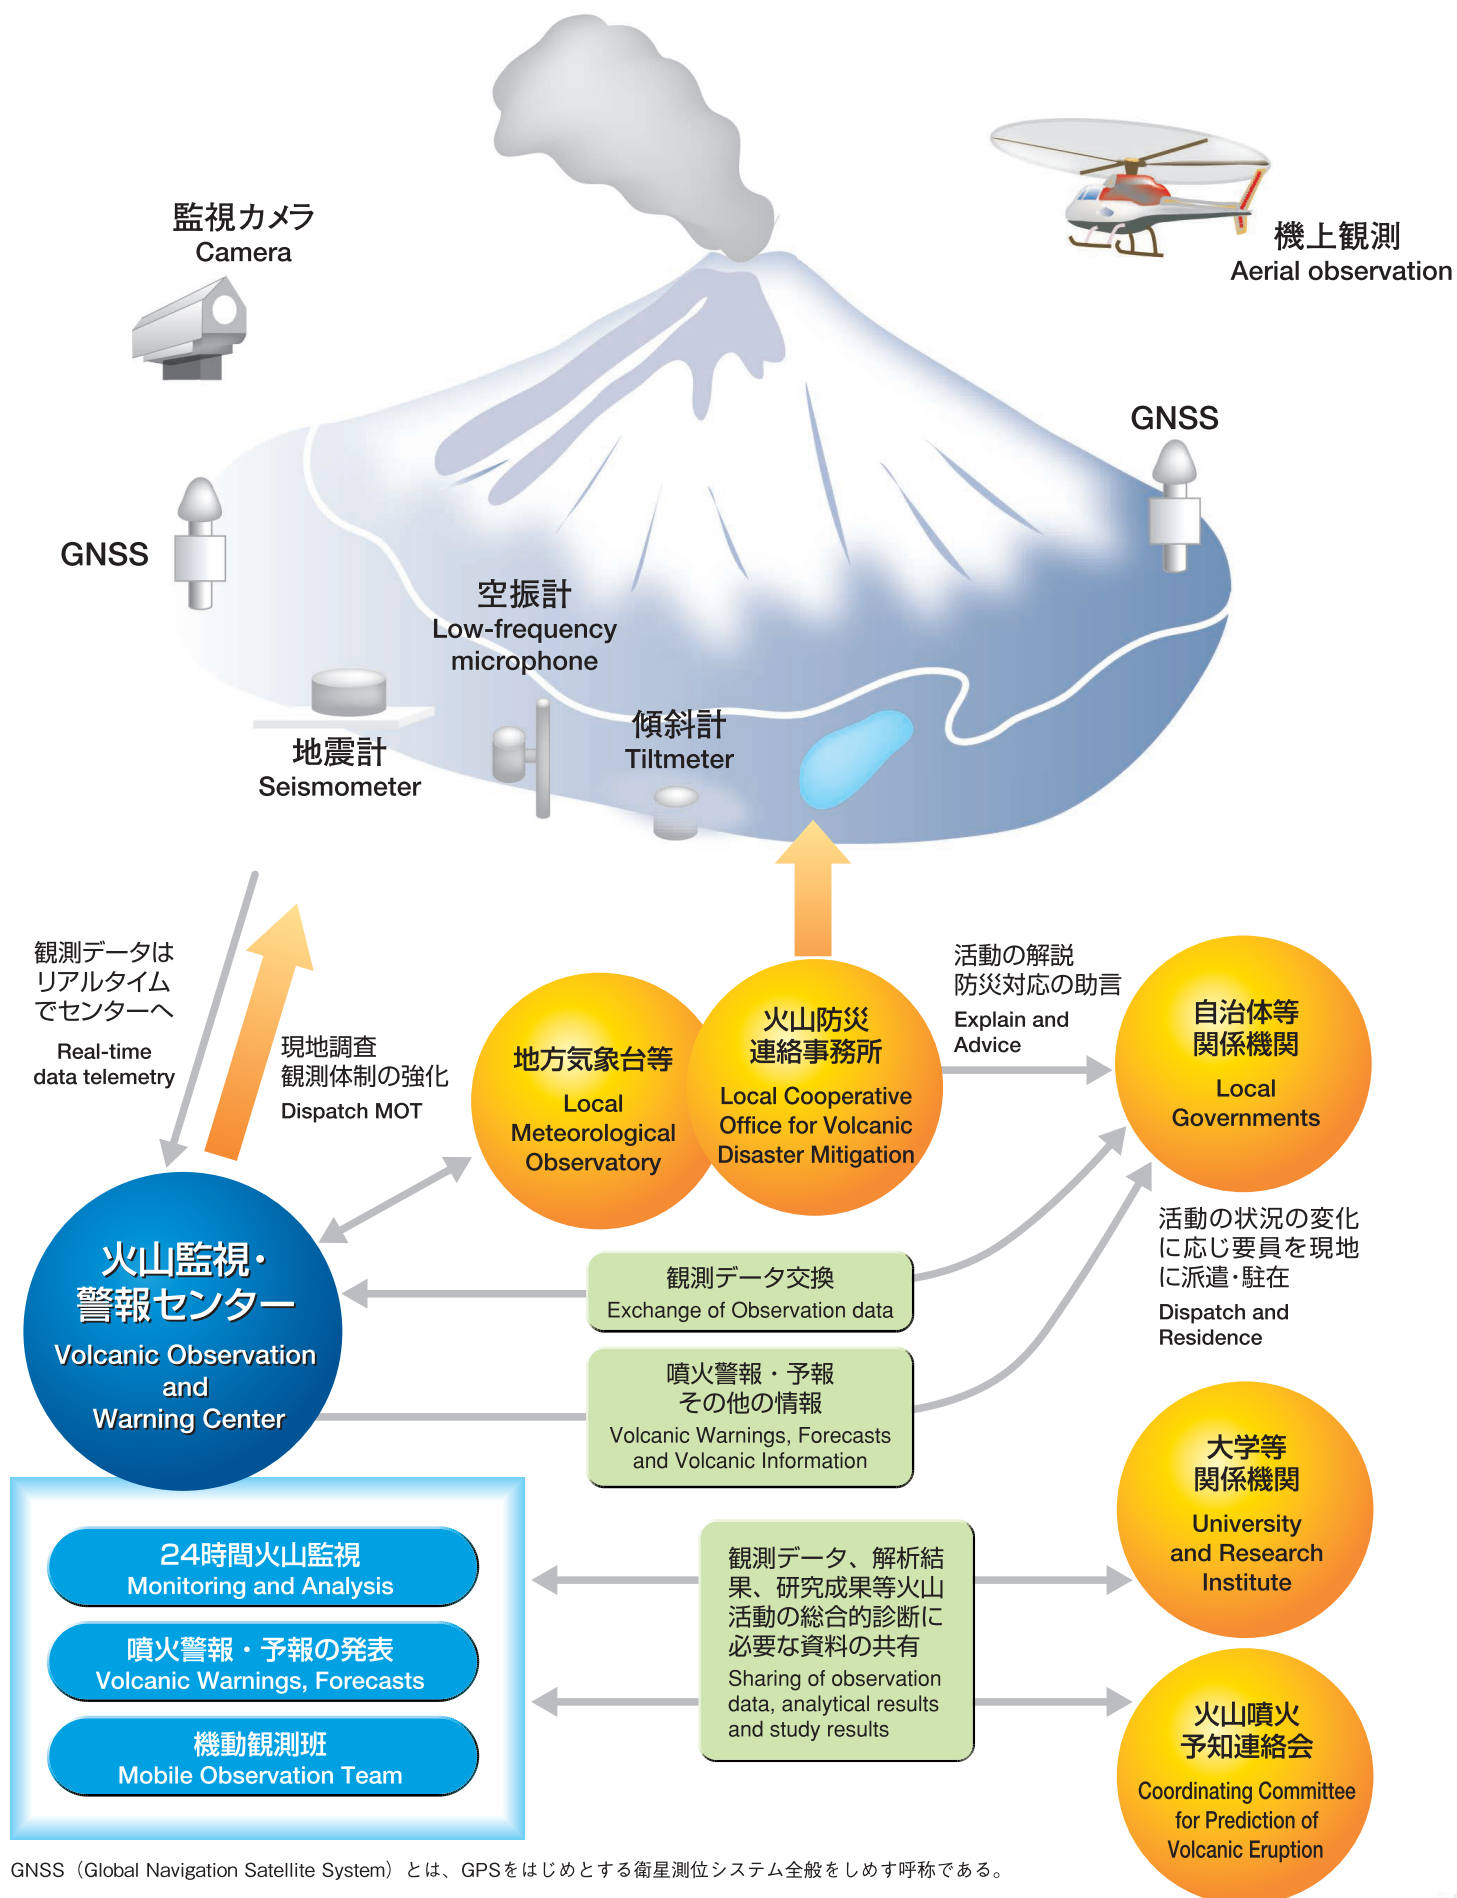 監視カメラ
Camera
機上観測
Aerial observation
GNSS
GNSS
空振計
Low-frequency
microphone
傾斜計
Tiltmeter
地震計
Seismometer
観測データは
リアルタイム
でセンターへ
Real-time
data telemetry
現地調査
観測体制の強化
Dispatch MOT
地方気象台等
Local
Meteorological
Observatory
火山防災
連絡事務所
Local Cooperative
Office for Volcanic
Disaster Mitigation
活動の解説
防災対応の助言
Explain and
Advice
自治体等
関係機関
Local
Governments
火山監視・
警報センター
Volcanic Observation
and
Warning Center
観測データ交換
Exchange of Observation data
噴火警報・予報
その他の情報
Volcanic Warnings, Forecasts
and Volcanic Information
活動の状況の変化
に応じ要員を現地
に派遣・駐在
Dispatch and
Residence
大学等
関係機関
University
and Research
Institute
24時間火山監視
Monitoring and Analysis
噴火警報・予報の発表
Volcanic Warnings, Forecasts
機動観測班
Mobile Observation Team
観測データ、解析結
果、研究成果等火山
活動の総合的診断に
必要な資料の共有
Sharing of observation
data, analytical results
and study results
火山噴火
予知連絡会
Coordinating Committee
for Prediction of
Volcanic Eruption
GNSS（Global Navigation Satellite System）とは、GPSをはじめとする衛星測位システム全般をしめす呼称である。